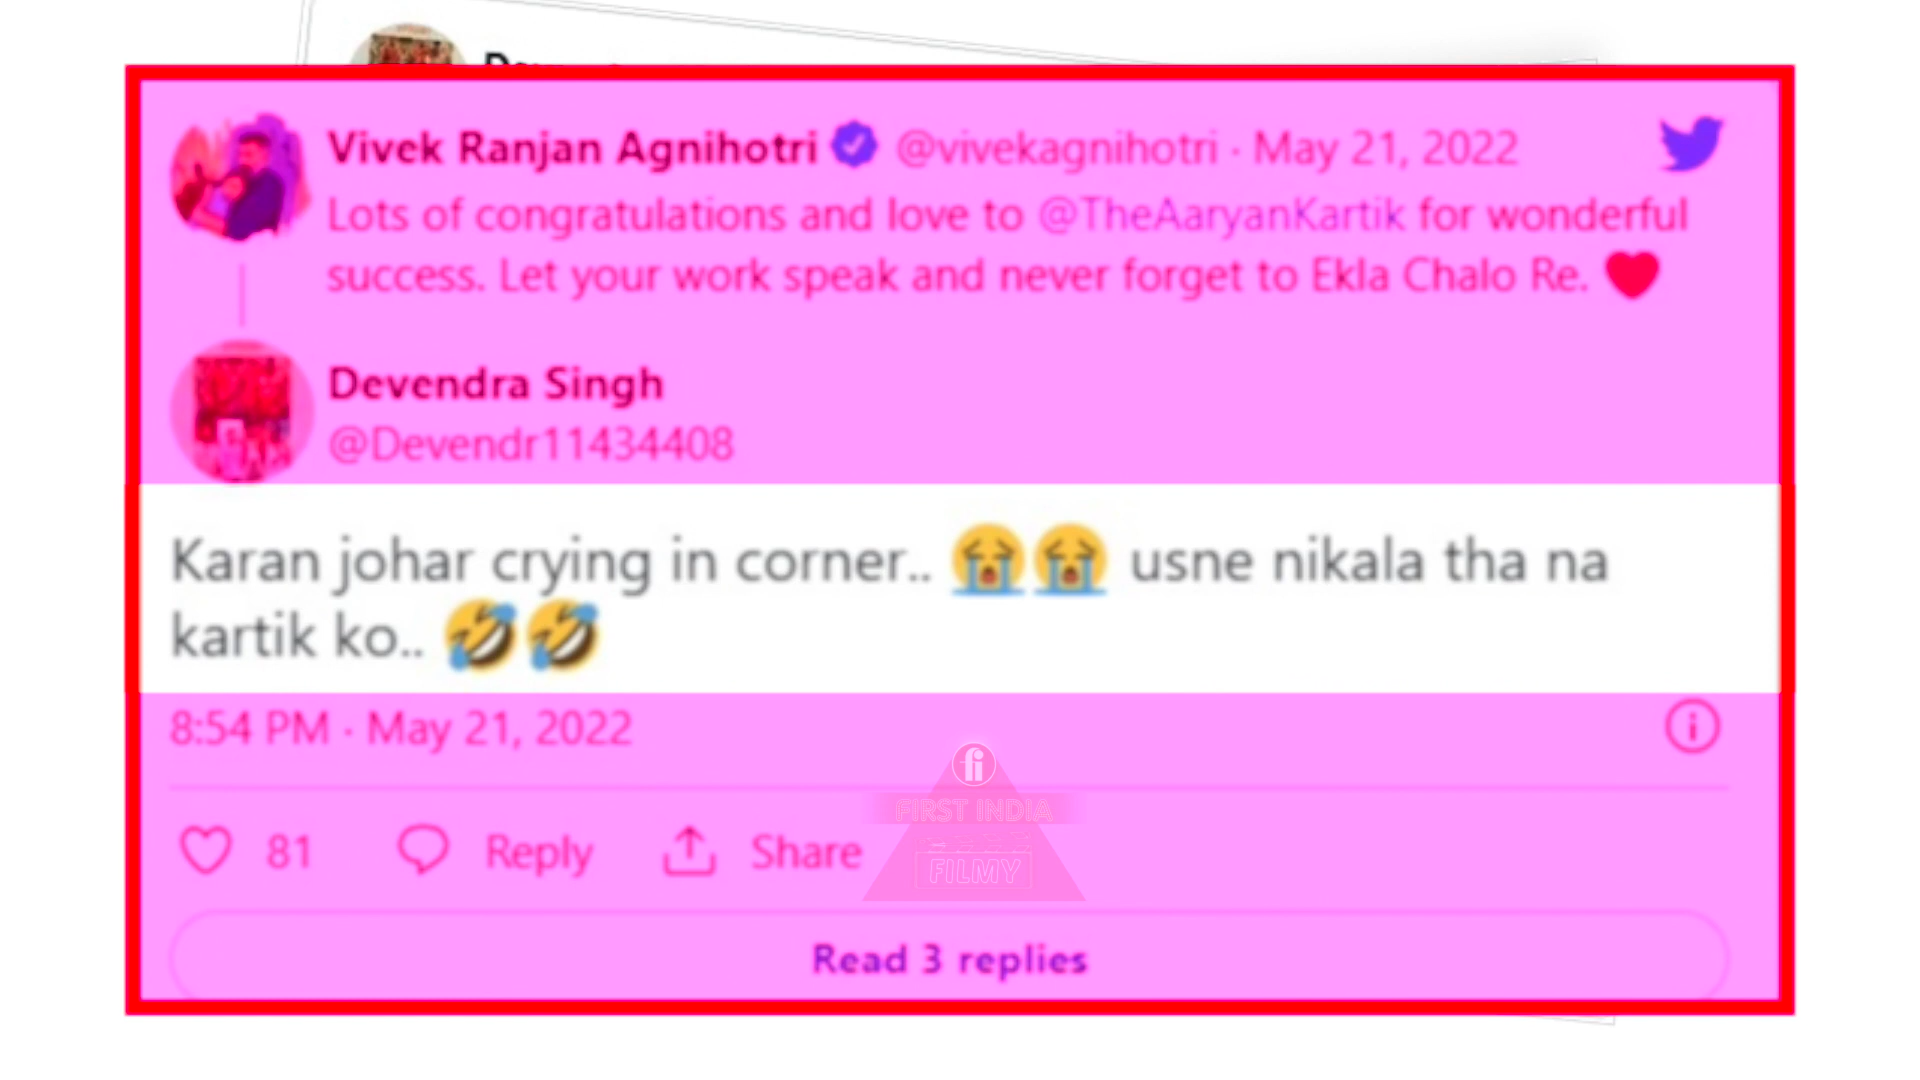 Vivek Ranjan Agnihotri @vivekagnihotri · May 21, 2022
Lots of congratulations and love to @TheAaryanKartik for wonderful
success. Let your work speak and never forget to Ekla Chalo Re. ❤
Devendra Singh
@Devendr11434408
Karan johar crying in corner.. 😭😭 usne nikala tha na
kartik ko.. 🤣🤣
8:54 PM · May 21, 2022
fi
FIRST INDIA
FILMY
81 Reply Share
Read 3 replies